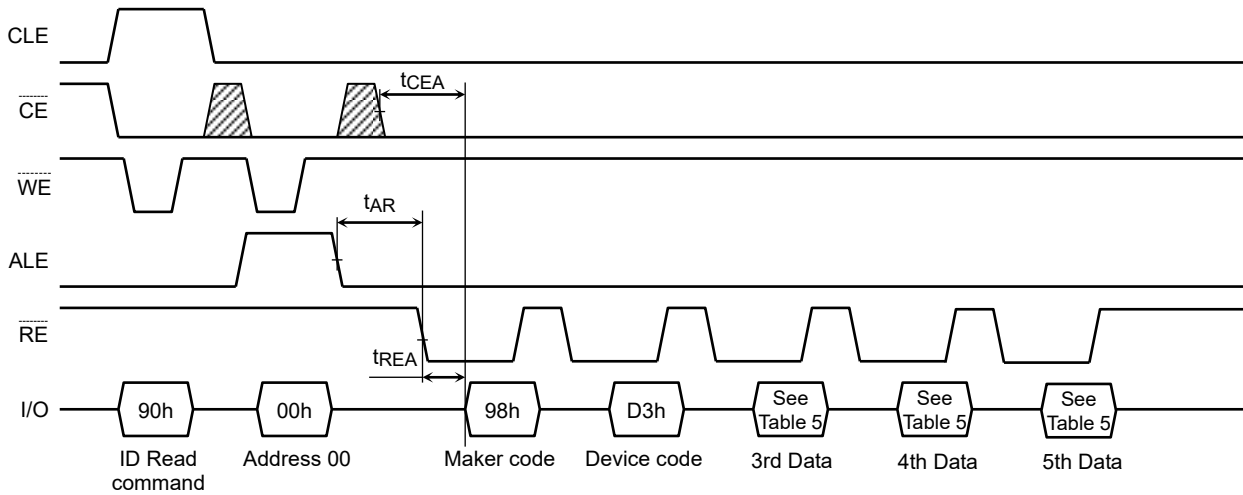 CLE
CE
tCEA
WE
tAR
ALE
RE
tREA
I/O
90h
00h
98h
D3h
See
Table 5
See
Table 5
See
Table 5
ID Read
command
Address 00
Maker code
Device code
3rd Data
4th Data
5th Data